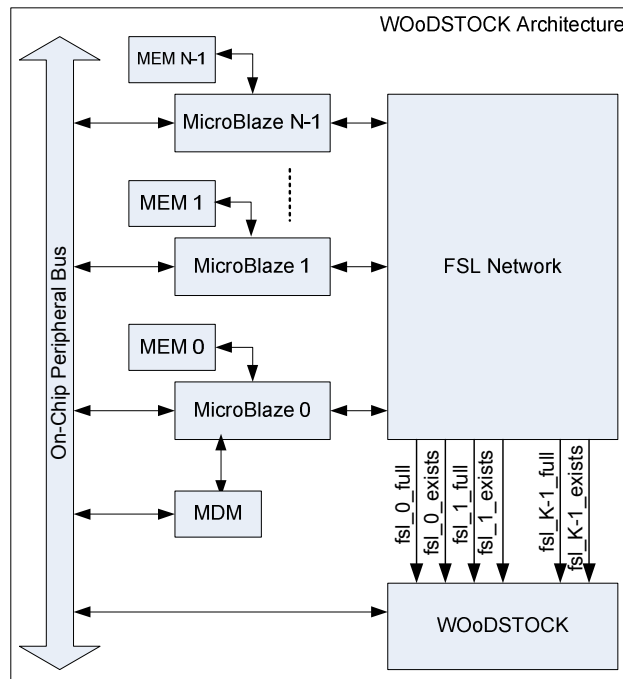 WOoDSTOCK Architecture
MEM N-1
MicroBlaze N-1
MEM 1
MicroBlaze 1
FSL Network
On-Chip Peripheral Bus
MEM 0
MicroBlaze 0
MDM
fsl_0_full
fsl_0_exists
fsl_1_full
fsl_1_exists
fsl_K-1_full
fsl_K-1_exists
WOoDSTOCK